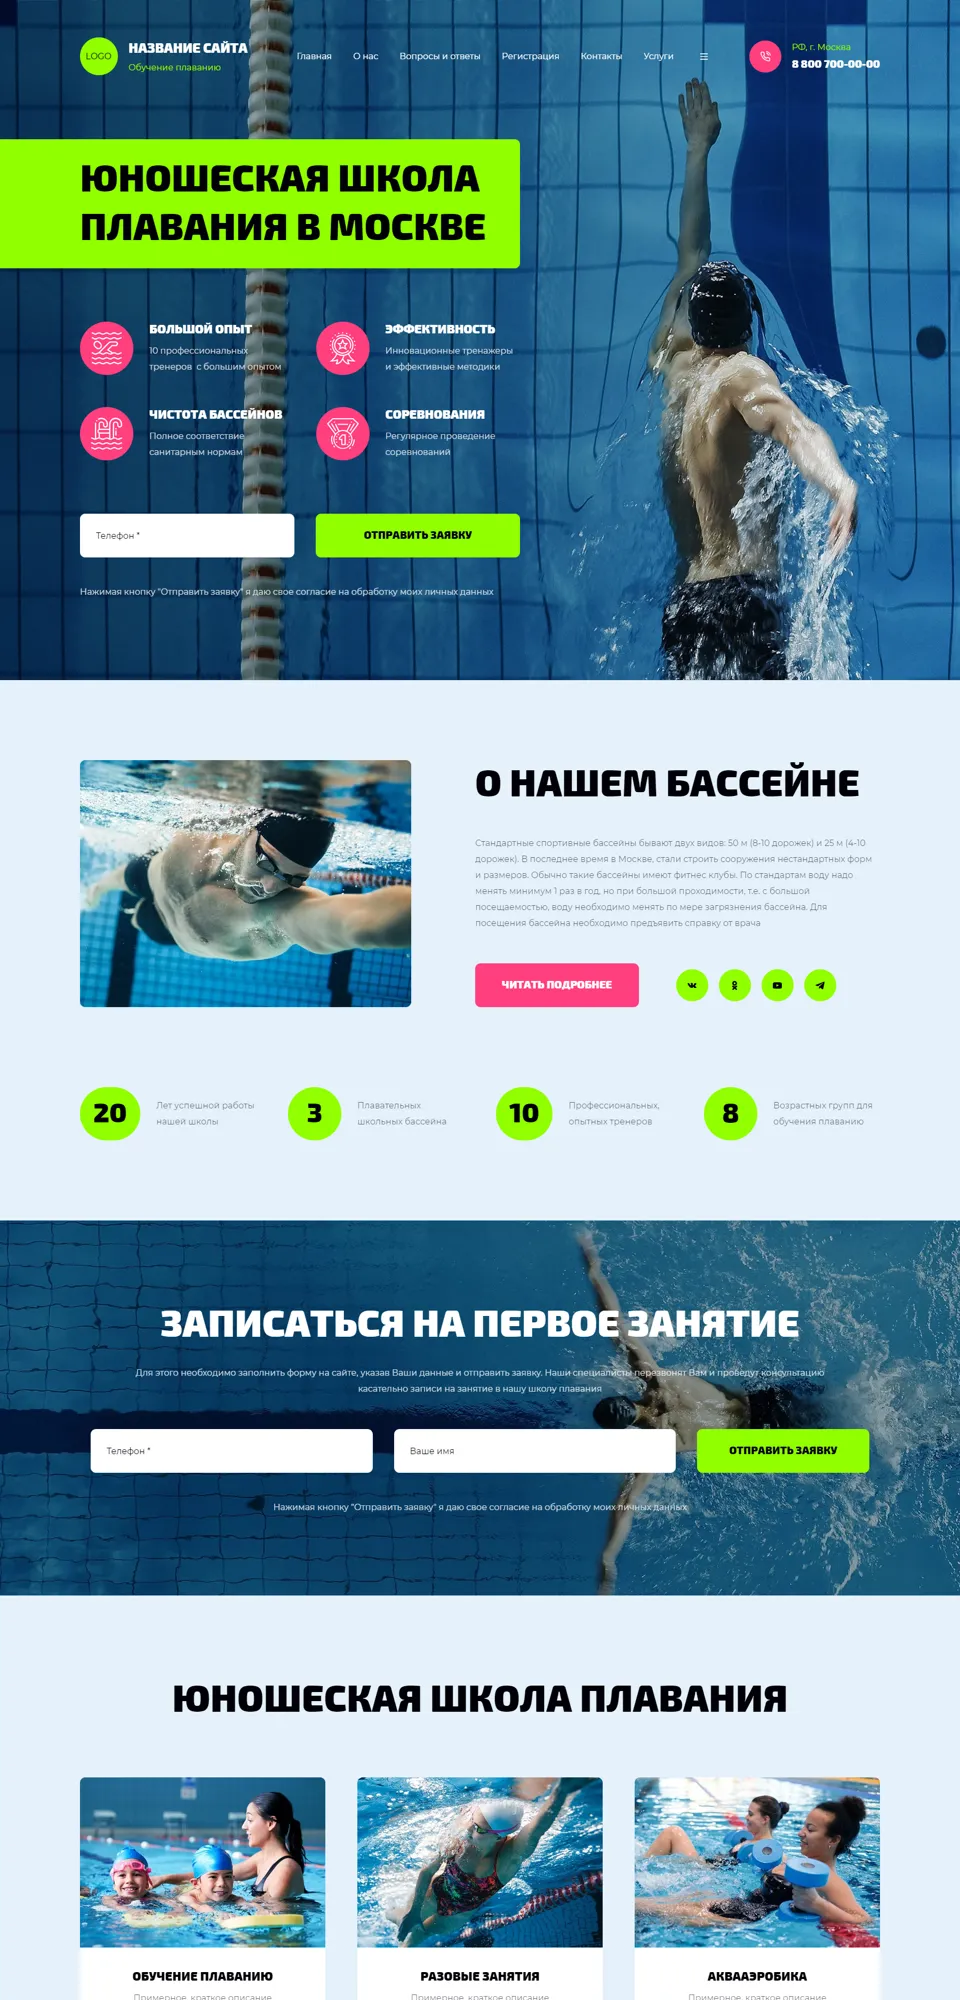 LOGO
НАЗВАНИЕ САЙТА
Обучение плаванию
Главная
О нас
Вопросы и ответы
Регистрация
Контакты
Услуги
РФ, г. Москва
8 800 700-00-00
ЮНОШЕСКАЯ ШКОЛА
ПЛАВАНИЯ В МОСКВЕ
БОЛЬШОЙ ОПЫТ
10 профессиональных
тренеров с большим опытом
ЭФФЕКТИВНОСТЬ
Инновационные тренажеры
и эффективные методики
ЧИСТОТА БАССЕЙНОВ
Полное соответствие
санитарным нормам
1
СОРЕВНОВАНИЯ
Регулярное проведение
соревнований
Телефон *
ОТПРАВИТЬ ЗАЯВКУ
Нажимая кнопку "Отправить заявку" я даю свое согласие на обработку моих личных данных
О НАШЕМ БАССЕЙНЕ
Стандартные спортивные бассейны бывают двух видов: 50 м (8-10 дорожек) и 25 м (4-10
дорожек). В последнее время в Москве, стали строить сооружения нестандартных форм
и размеров. Обычно такие бассейны имеют фитнес клубы. По стандартам воду надо
менять минимум 1 раз в год, но при большой проходимости, т.е. с большой
посещаемостью, воду необходимо менять по мере загрязнения бассейна. Для
посещения бассейна необходимо предъявить справку от врача
ЧИТАТЬ ПОДРОБНЕЕ
20
Лет успешной работы
нашей школы
3
Плавательных
школьных бассейна
10
Профессиональных,
опытных тренеров
8
Возрастных групп для
обучения плаванию
ЗАПИСАТЬСЯ НА ПЕРВОЕ ЗАНЯТИЕ
Для этого необходимо заполнить форму на сайте, указав Ваши данные и отправить заявку. Наши специалисты перезвонят Вам и проведут консультацию
касательно записи на занятие в нашу школу плавания
Телефон *
Ваше имя
ОТПРАВИТЬ ЗАЯВКУ
Нажимая кнопку "Отправить заявку" я даю свое согласие на обработку моих личных данных
ЮНОШЕСКАЯ ШКОЛА ПЛАВАНИЯ
ОБУЧЕНИЕ ПЛАВАНИЮ
Примерное, краткое описание
РАЗОВЫЕ ЗАНЯТИЯ
Примерное, краткое описание
АКВААЭРОБИКА
Примерное, краткое описание